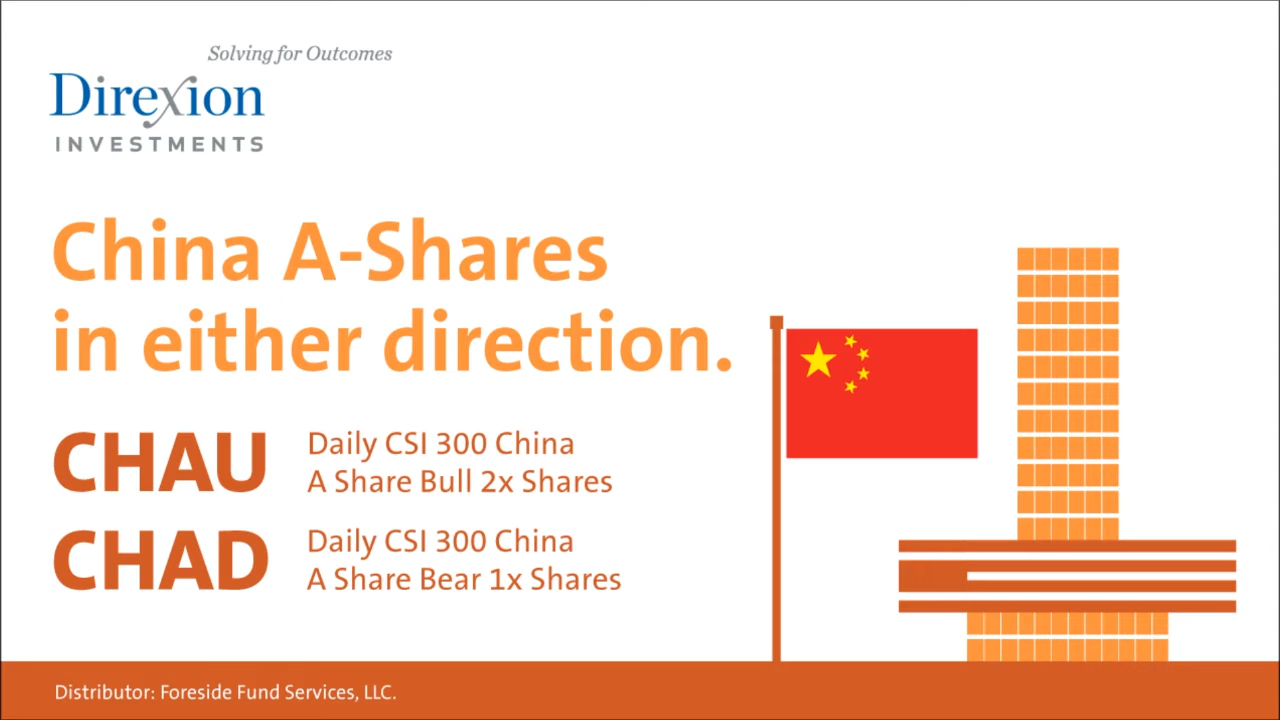 Solving for Outcomes
Direxion
INVESTMENTS
China A-Shares
in either direction.
CHAU
Daily CSI 300 China
A Share Bull 2x Shares
CHAD
Daily CSI 300 China
A Share Bear 1x Shares
Distributor: Foreside Fund Services, LLC.